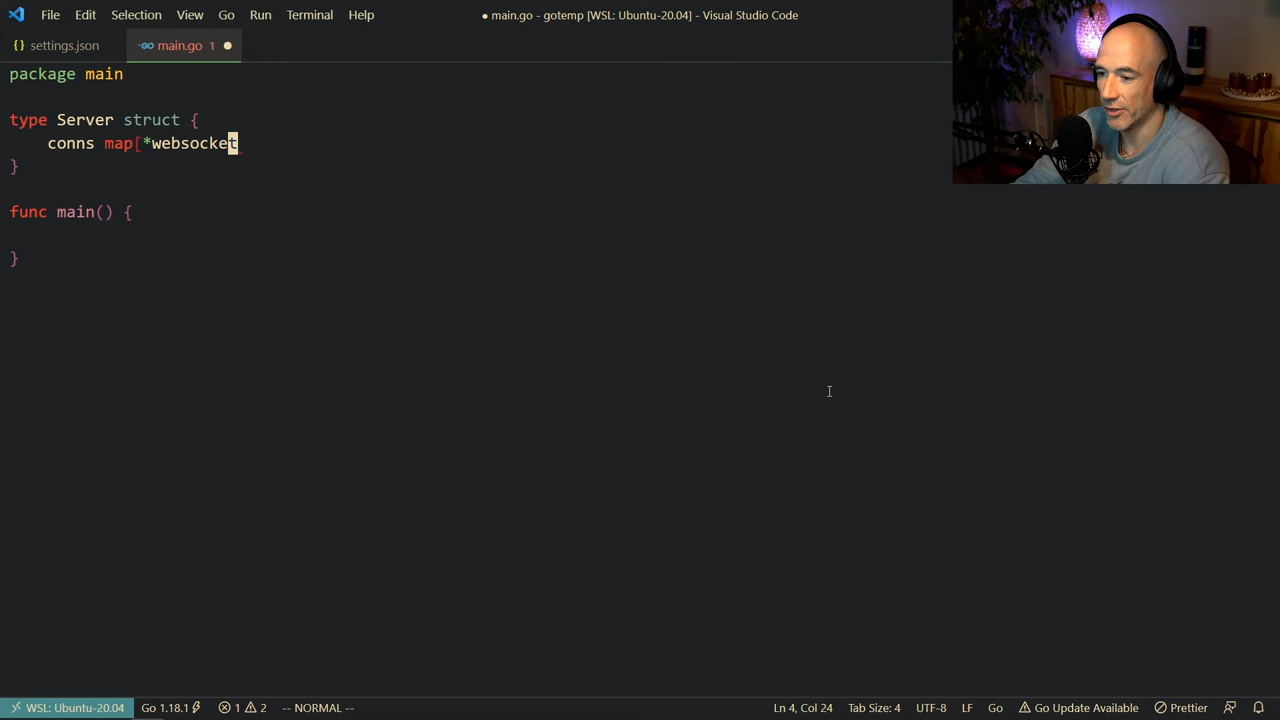 File Edit Selection View Go Run Terminal Help
● main.go - gotemp [WSL: Ubuntu-20.04] - Visual Studio Code
{} settings.json
GO main.go 1 ●
package main
type Server struct {
conns map[*websocket
}
func main() {
}
WSL: Ubuntu-20.04 Go 1.18.1 1 2 -- NORMAL -- Ln 4, Col 24 Tab Size: 4 UTF-8 LF Go Go Update Available Prettier